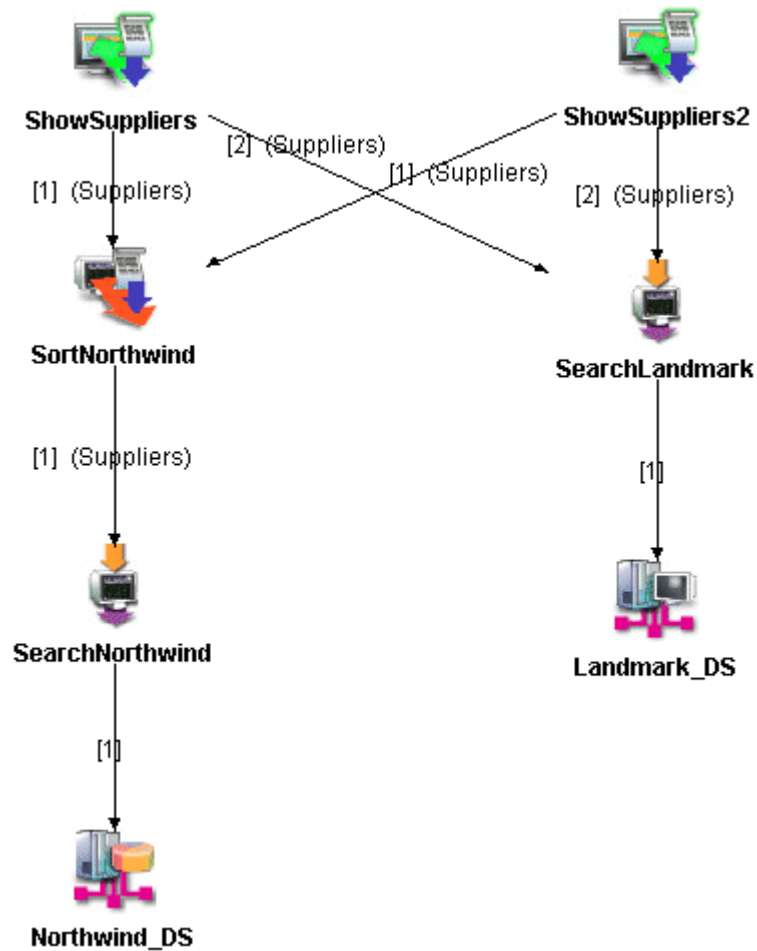 ShowSuppliers
ShowSuppliers2
[2] (Suppliers)
[1] (Suppliers)
[1] (Suppliers)
[2] (Suppliers)
SortNorthwind
SearchLandmark
[1] (Suppliers)
[1]
SearchNorthwind
Landmark_DS
[1]
Northwind_DS